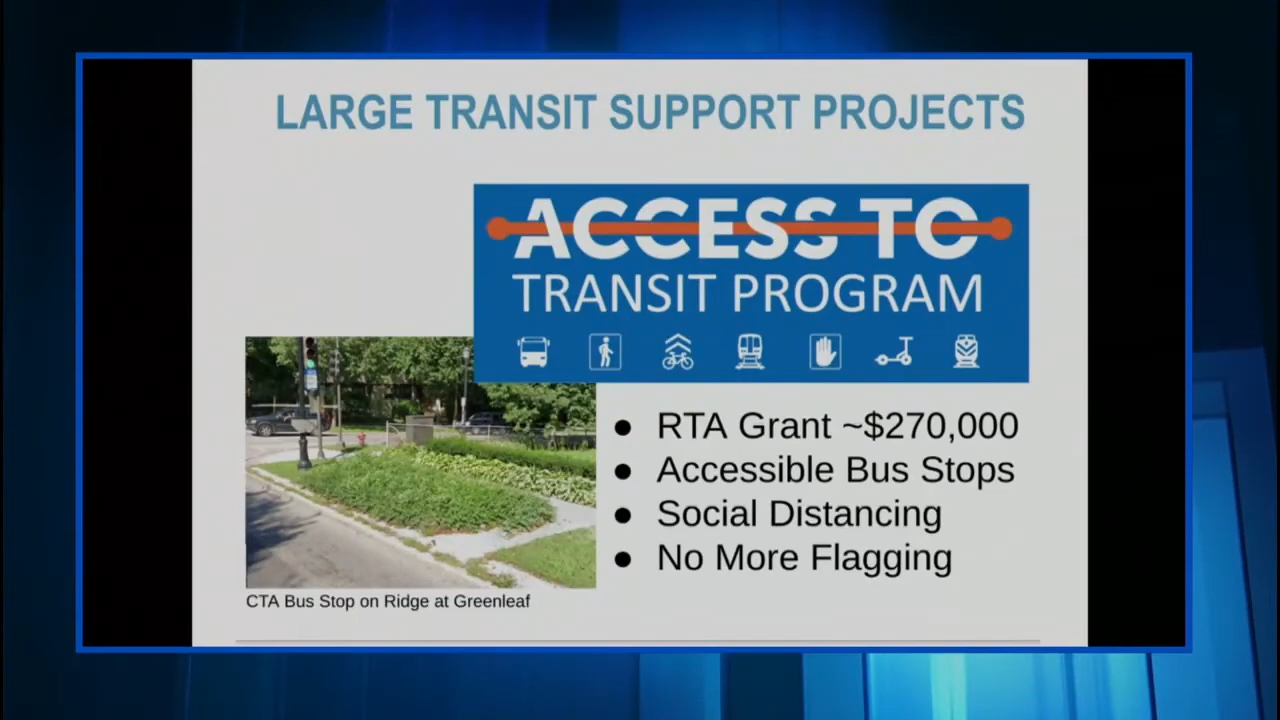 LARGE TRANSIT SUPPORT PROJECTS
ACCESS TO
TRANSIT PROGRAM
● RTA Grant ~$270,000
● Accessible Bus Stops
● Social Distancing
● No More Flagging
CTA Bus Stop on Ridge at Greenleaf